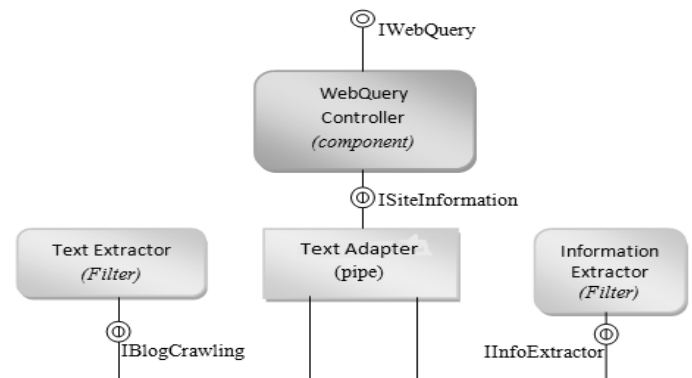 IWebQuery
WebQuery
Controller
(component)
ISiteInformation
Text Extractor
(Filter)
Text Adapter
(pipe)
Information
Extractor
(Filter)
IBlogCrawling
IInfoExtractor